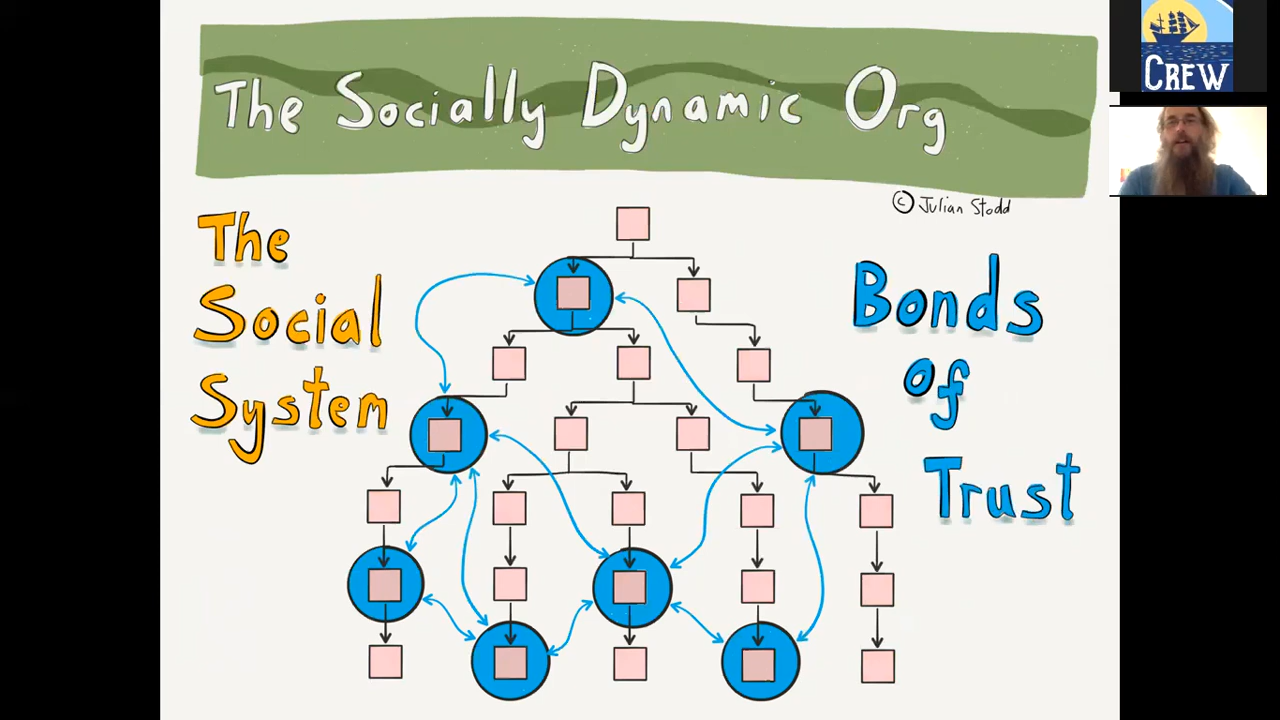 The Socially Dynamic Org
© Julian Stodd
The
Social
System
Bonds
of
Trust
CREW